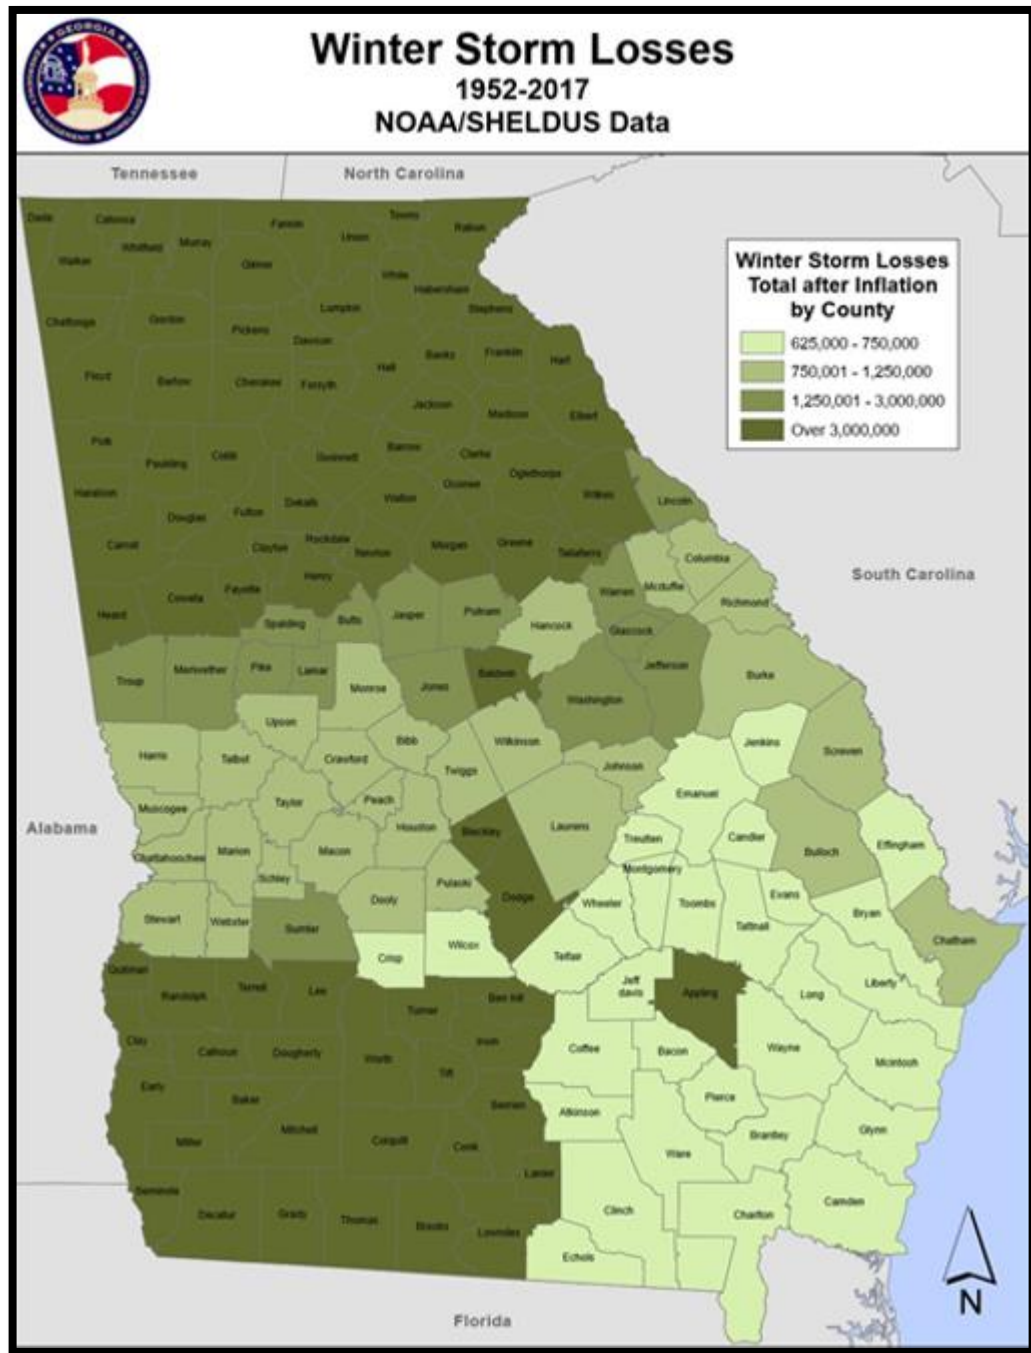 Winter Storm Losses
1952-2017
NOAA/SHELDUS Data
GEORGIA
Tennessee
North Carolina
Winter Storm Losses
Total after Inflation
by County
625,000 - 750,000
750,001 - 1,250,000
1,250,001 - 3,000,000
Over 3,000,000
Dade
Catoosa
Fannin
Towns
Rabun
Whitfield
Murray
Union
Walker
Gilmer
White
Habersham
Chattooga
Gordon
Lumpkin
Stephens
Pickens
Dawson
Floyd
Bartow
Cherokee
Forsyth
Hall
Banks
Franklin
Hart
Jackson
Madison
Elbert
Polk
Paulding
Cobb
Gwinnett
Barrow
Clarke
Oconee
Oglethorpe
Haralson
Douglas
Fulton
Dekalb
Walton
Wilkes
Lincoln
Carroll
Clayton
Rockdale
Newton
Morgan
Greene
Taliaferro
Columbia
South Carolina
Heard
Coweta
Fayette
Henry
Warren
Mcduffie
Richmond
Spalding
Butts
Jasper
Putnam
Hancock
Glascock
Troup
Meriwether
Pike
Lamar
Monroe
Jones
Baldwin
Washington
Jefferson
Burke
Harris
Talbot
Upson
Crawford
Bibb
Twiggs
Wilkinson
Johnson
Jenkins
Screven
Muscogee
Taylor
Peach
Houston
Bleckley
Laurens
Emanuel
Alabama
Chattahoochee
Marion
Schley
Macon
Pulaski
Treutlen
Candler
Bulloch
Effingham
Montgomery
Stewart
Webster
Sumter
Dooly
Dodge
Wheeler
Toombs
Evans
Tattnall
Bryan
Crisp
Wilcox
Telfair
Chatham
Quitman
Randolph
Terrell
Lee
Turner
Ben hill
Jeff
davis
Appling
Long
Liberty
Clay
Calhoun
Dougherty
Worth
Tift
Irwin
Coffee
Bacon
Wayne
Mcintosh
Early
Baker
Berrien
Atkinson
Pierce
Miller
Mitchell
Colquitt
Cook
Lanier
Ware
Brantley
Glynn
Seminole
Decatur
Grady
Thomas
Brooks
Lowndes
Clinch
Charlton
Camden
Echols
Florida
N